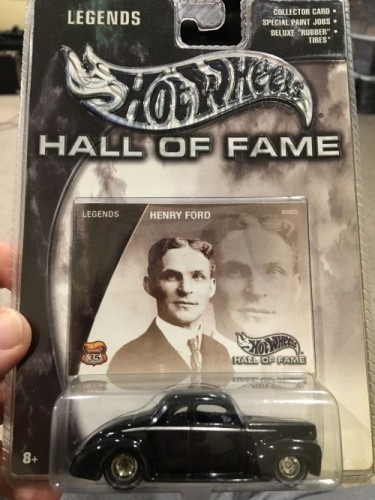 LEGENDS
COLLECTOR CARD •
SPECIAL PAINT JOBS •
DELUXE "RUBBER" •
TIRES*
Hot Wheels
HALL OF FAME
LEGENDS
HENRY FORD
35
Hot Wheels
HALL OF FAME
8+